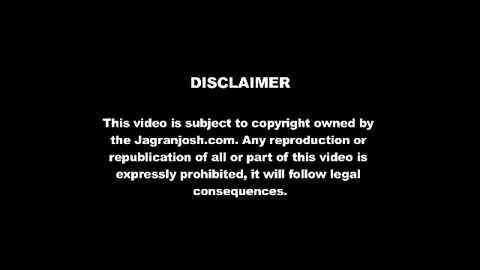 DISCLAIMER
This video is subject to copyright owned by
the Jagranjosh.com. Any reproduction or
republication of all or part of this video is
expressly prohibited, it will follow legal
consequences.